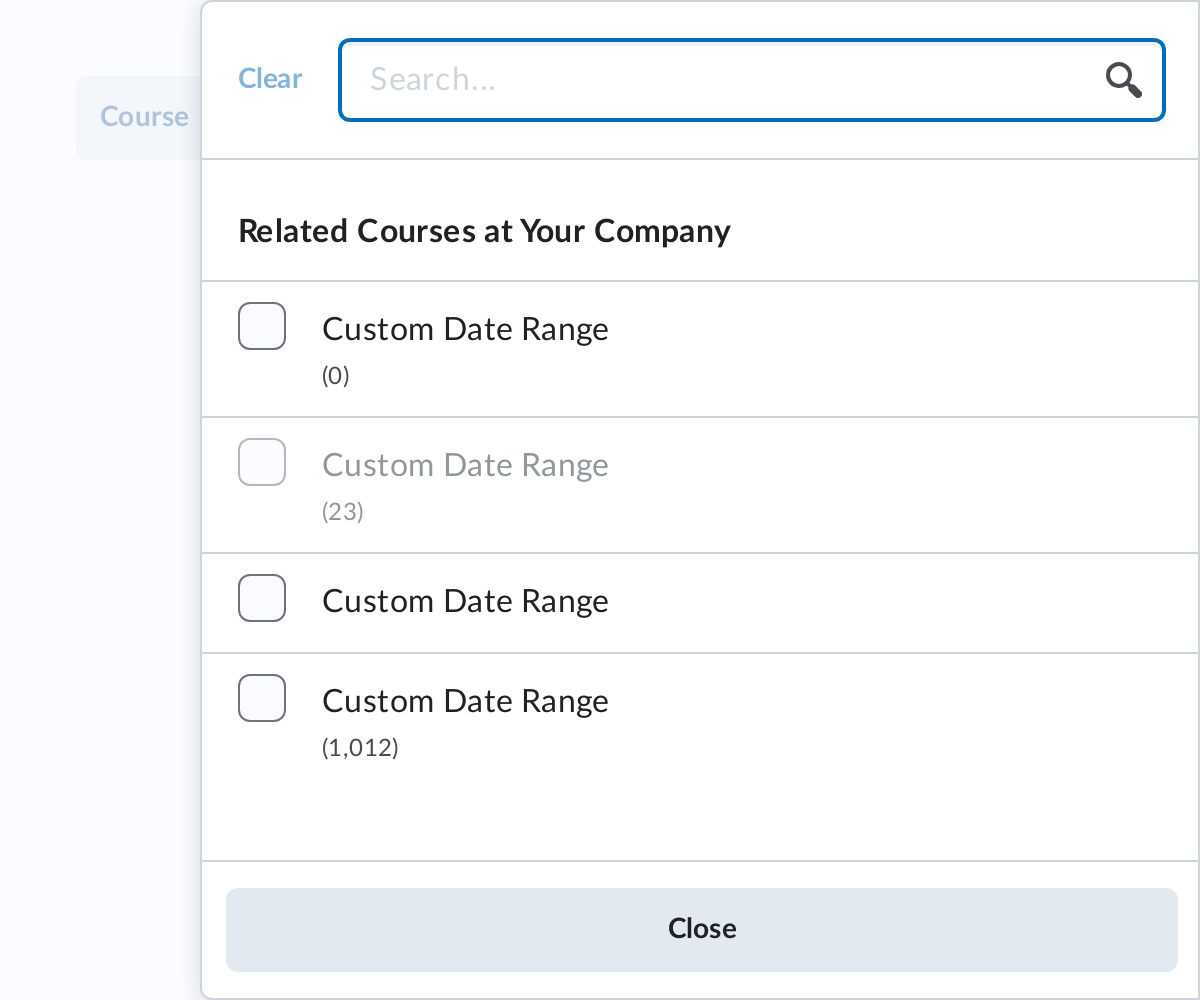 Clear
Search...
Course
Related Courses at Your Company
Custom Date Range
(0)
Custom Date Range
(23)
Custom Date Range
Custom Date Range
(1,012)
Close